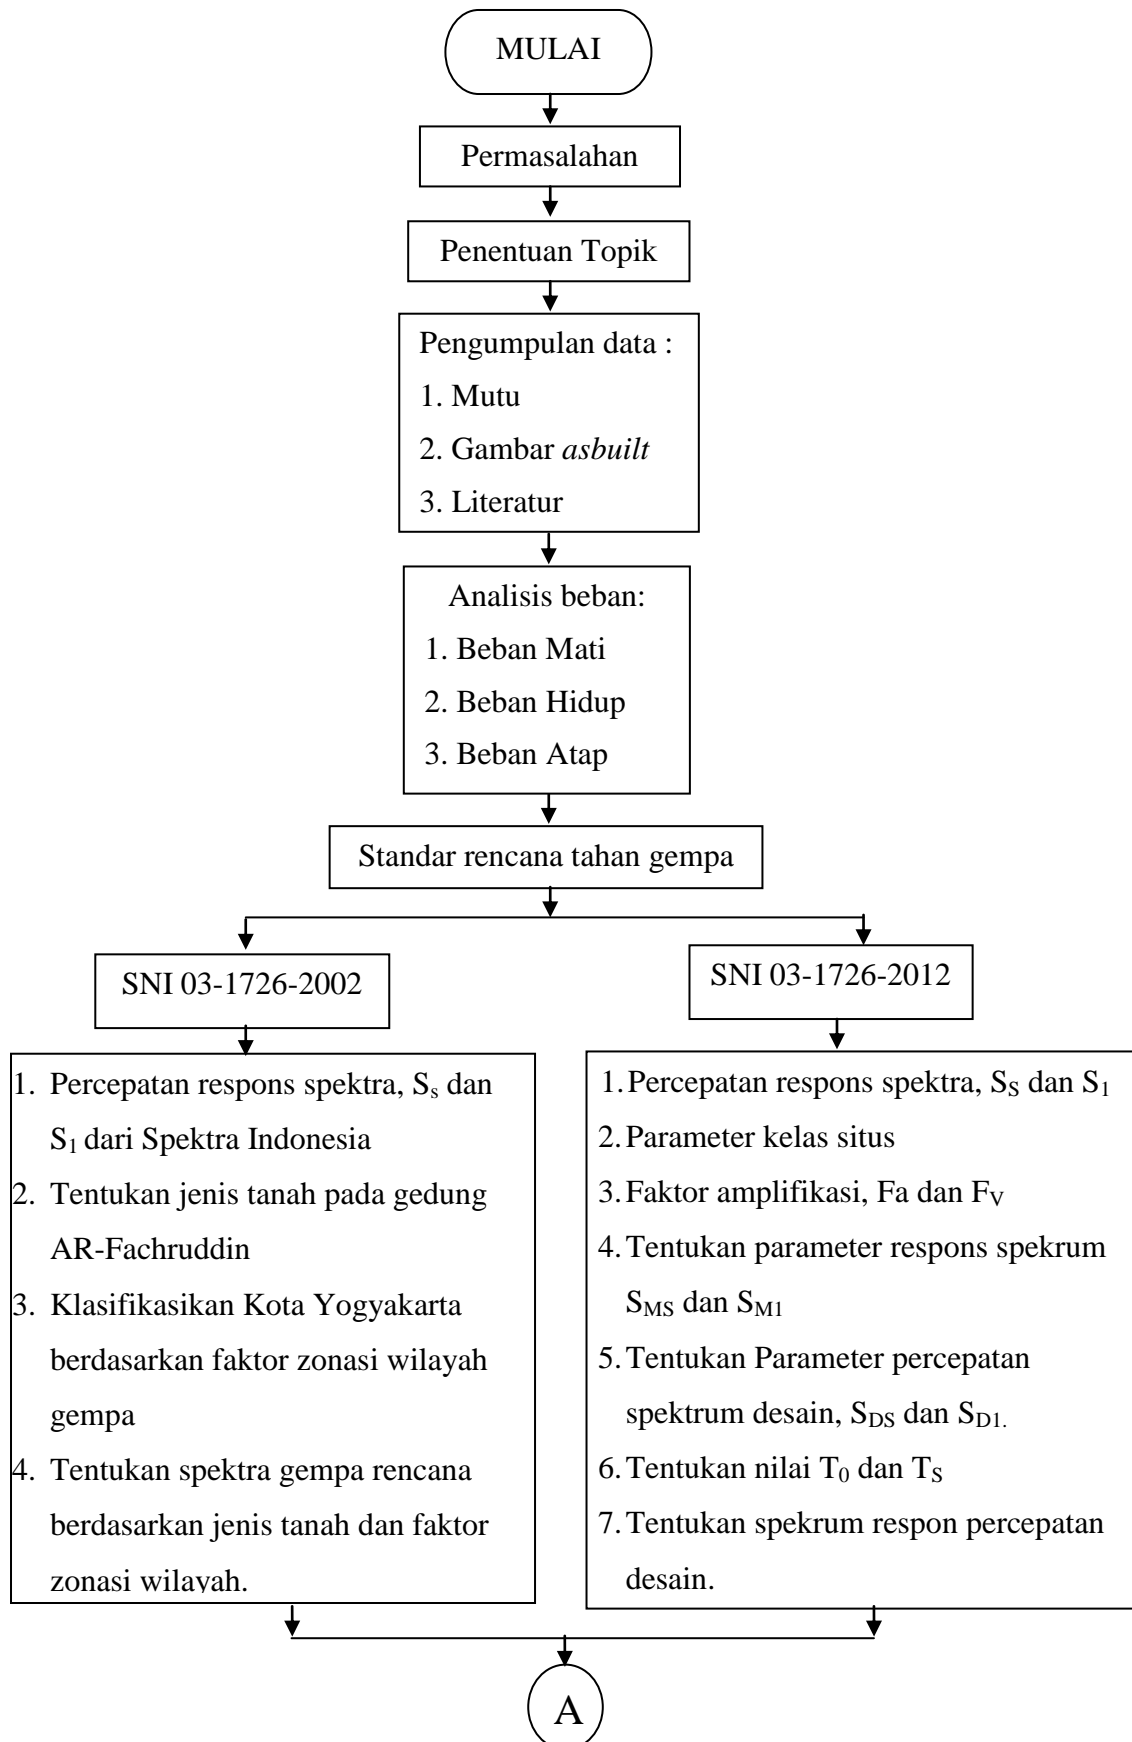 MULAI
Permasalahan
Penentuan Topik
Pengumpulan data :
1. Mutu
2. Gambar asbuilt
3. Literatur
Analisis beban:
1. Beban Mati
2. Beban Hidup
3. Beban Atap
Standar rencana tahan gempa
SNI 03-1726-2002
1. Percepatan respons spektra, Ss dan
S1 dari Spektra Indonesia
2. Tentukan jenis tanah pada gedung
AR-Fachruddin
3. Klasifikasikan Kota Yogyakarta
berdasarkan faktor zonasi wilayah
gempa
4. Tentukan spektra gempa rencana
berdasarkan jenis tanah dan faktor
zonasi wilayah.
SNI 03-1726-2012
1. Percepatan respons spektra, SS dan S1
2. Parameter kelas situs
3. Faktor amplifikasi, Fa dan FV
4. Tentukan parameter respons spekrum
SMS dan SM1
5. Tentukan Parameter percepatan
spektrum desain, SDS dan SD1.
6. Tentukan nilai T0 dan TS
7. Tentukan spekrum respon percepatan
desain.
A